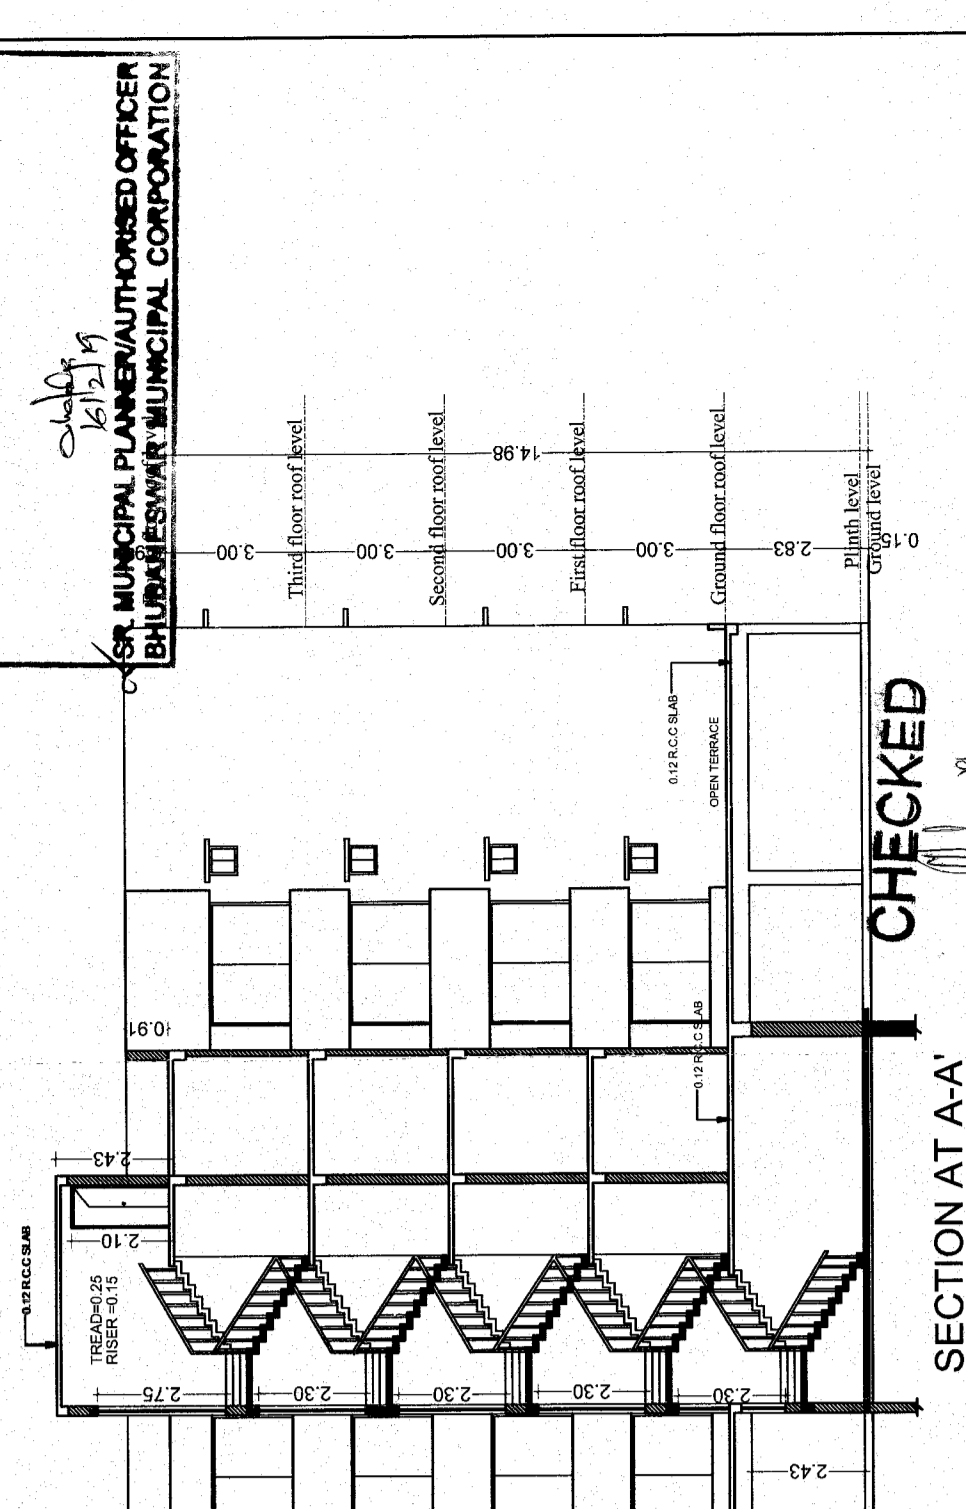 SR. MUNICIPAL PLANNER/AUTHORISED OFFICER
BHUBANESWAR MUNICIPAL CORPORATION
16/12/19
Third floor roof level
Second floor roof level
First floor roof level
Ground floor roof level
Plinth level
Ground level
14.98
3.00
3.00
3.00
3.00
2.83
0.15
0.12 R.C.C SLAB
OPEN TERRACE
CHECKED
0.91
0.12 R.C.C SLAB
2.43
2.10
0.12 R.C.C SLAB
TREAD=0.25
RISER =0.15
2.75
2.30
2.30
2.30
2.30
2.43
SECTION AT A-A'